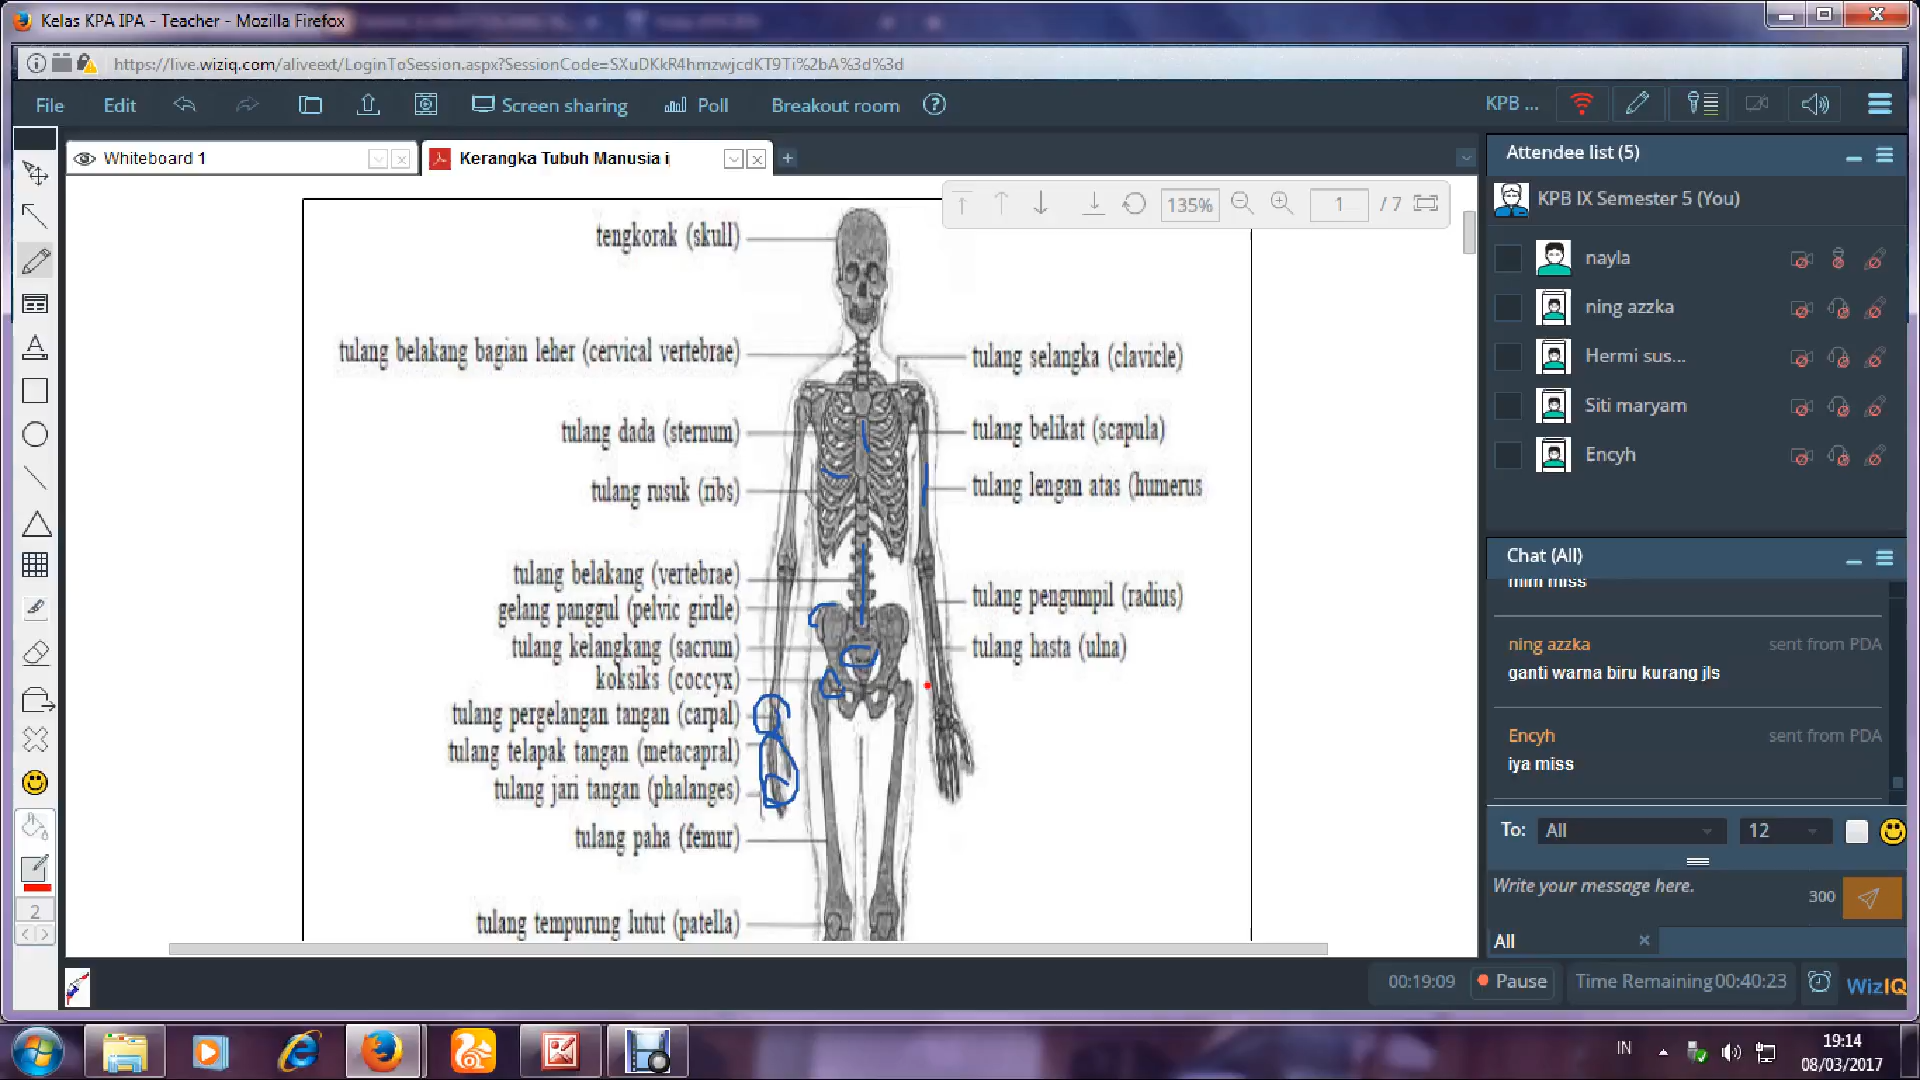 Kelas KPA IPA - Teacher - Mozilla Firefox
https://live.wiziq.com/aliveext/LoginToSession.aspx?SessionCode=SXuDKkR4hmzwjcdKT9Ti%2bA%3d%3d
File Edit Screen sharing Poll Breakout room ? KPB ...
Whiteboard 1
Kerangka Tubuh Manusia i
135% 1 / 7
tengkorak (skull)
tulang belakang bagian leher (cervical vertebrae)
tulang selangka (clavicle)
tulang dada (sternum)
tulang belikat (scapula)
tulang rusuk (ribs)
tulang lengan atas (humerus
tulang belakang (vertebrae)
tulang pengumpil (radius)
gelang panggul (pelvic girdle)
tulang kelangkang (sacrum)
tulang hasta (ulna)
koksiks (coccyx)
tulang pergelangan tangan (carpal)
tulang telapak tangan (metacapral)
tulang jari tangan (phalanges)
tulang paha (femur)
tulang tempurung lutut (patella)
2
Attendee list (5)
KPB IX Semester 5 (You)
nayla
ning azzka
Hermi sus...
Siti maryam
Encyh
Chat (All)
mim miss
ning azzka sent from PDA
ganti warna biru kurang jls
Encyh sent from PDA
iya miss
To: All 12
Write your message here. 300
All
00:19:09 Pause Time Remaining 00:40:23 WizIQ
IN
19:14
08/03/2017